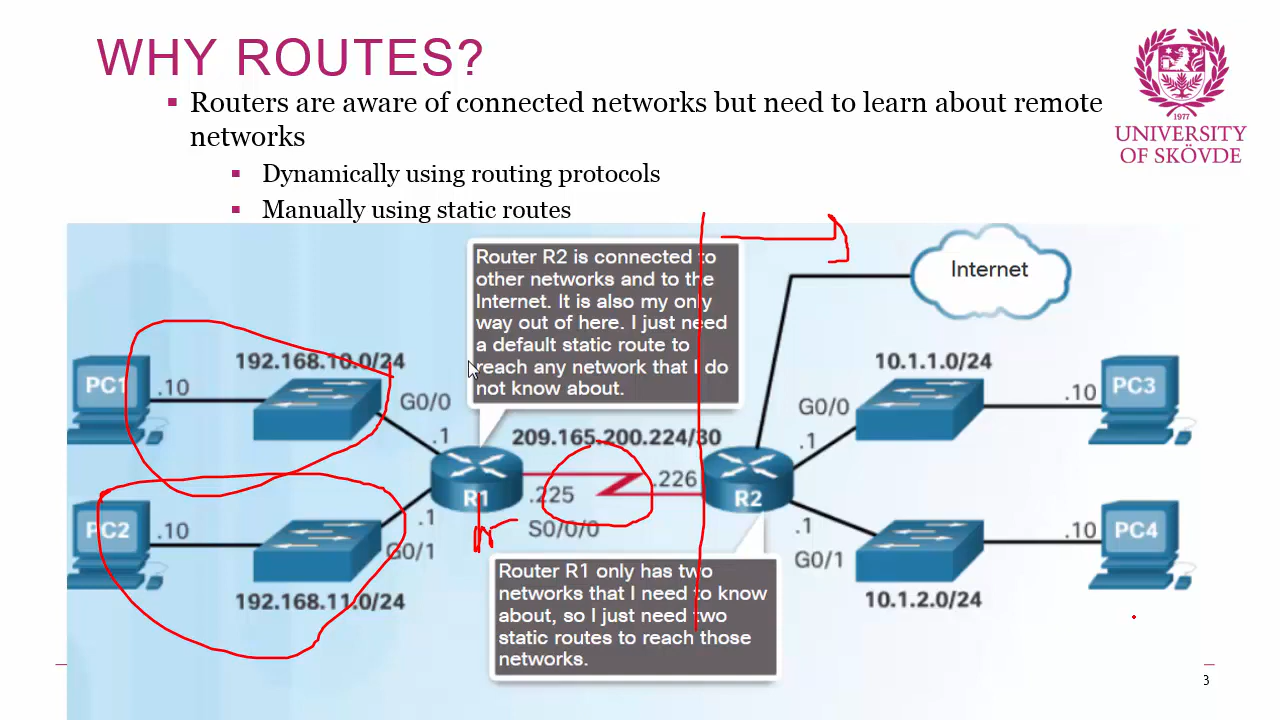 WHY ROUTES?
▪ Routers are aware of connected networks but need to learn about remote
networks
▪ Dynamically using routing protocols
▪ Manually using static routes
1977
UNIVERSITY
OF SKÖVDE
Router R2 is connected to
other networks and to the
Internet. It is also my only
way out of here. I just need
a default static route to
reach any network that I do
not know about.
Internet
192.168.10.0/24
10.1.1.0/24
PC1
.10
G0/0
.1
209.165.200.224/30
G0/0
.1
.10
PC3
R1
.225
.226
R2
S0/0/0
PC2
.10
.1
G0/1
.1
G0/1
.10
PC4
192.168.11.0/24
10.1.2.0/24
Router R1 only has two
networks that I need to know
about, so I just need two
static routes to reach those
networks.
3